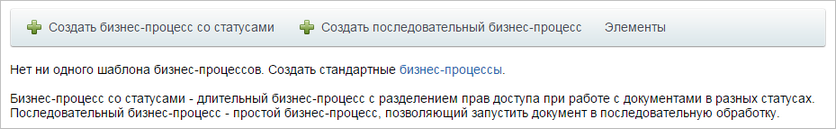 Создать бизнес-процесс со статусами Создать последовательный бизнес-процесс Элементы
Нет ни одного шаблона бизнес-процессов. Создать стандартные бизнес-процессы.
Бизнес-процесс со статусами - длительный бизнес-процесс с разделением прав доступа при работе с документами в разных статусах.
Последовательный бизнес-процесс - простой бизнес-процесс, позволяющий запустить документ в последовательную обработку.